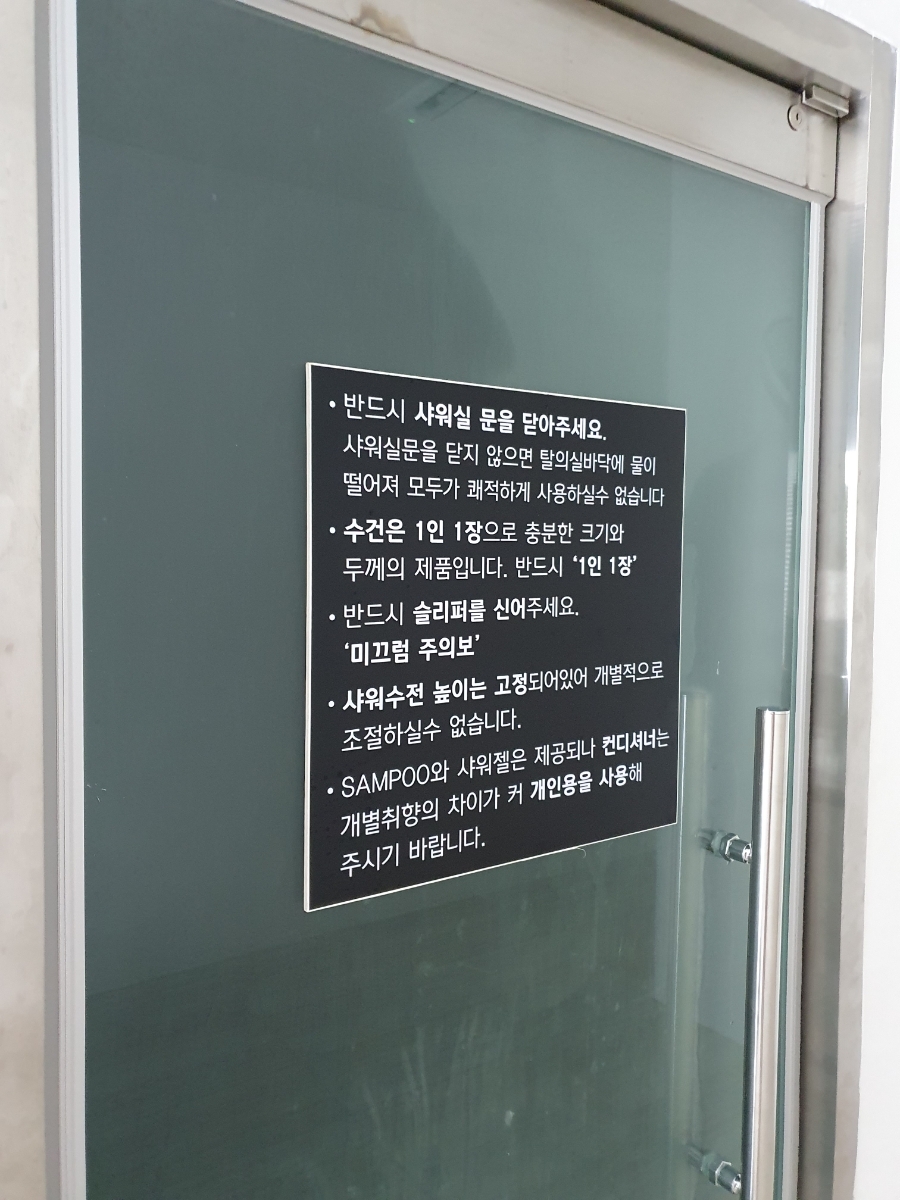 • 반드시 샤워실 문을 닫아주세요.
샤워실문을 닫지 않으면 탈의실바닥에 물이
떨어져 모두가 쾌적하게 사용하실수 없습니다
• 수건은 1인 1장으로 충분한 크기와
두께의 제품입니다. 반드시 ‘1인 1장’
• 반드시 슬리퍼를 신어주세요.
‘미끄럼 주의보’
• 샤워수전 높이는 고정되어있어 개별적으로
조절하실수 없습니다.
• SAMPOO와 샤워젤은 제공되나 컨디셔너는
개별취향의 차이가 커 개인용을 사용해
주시기 바랍니다.